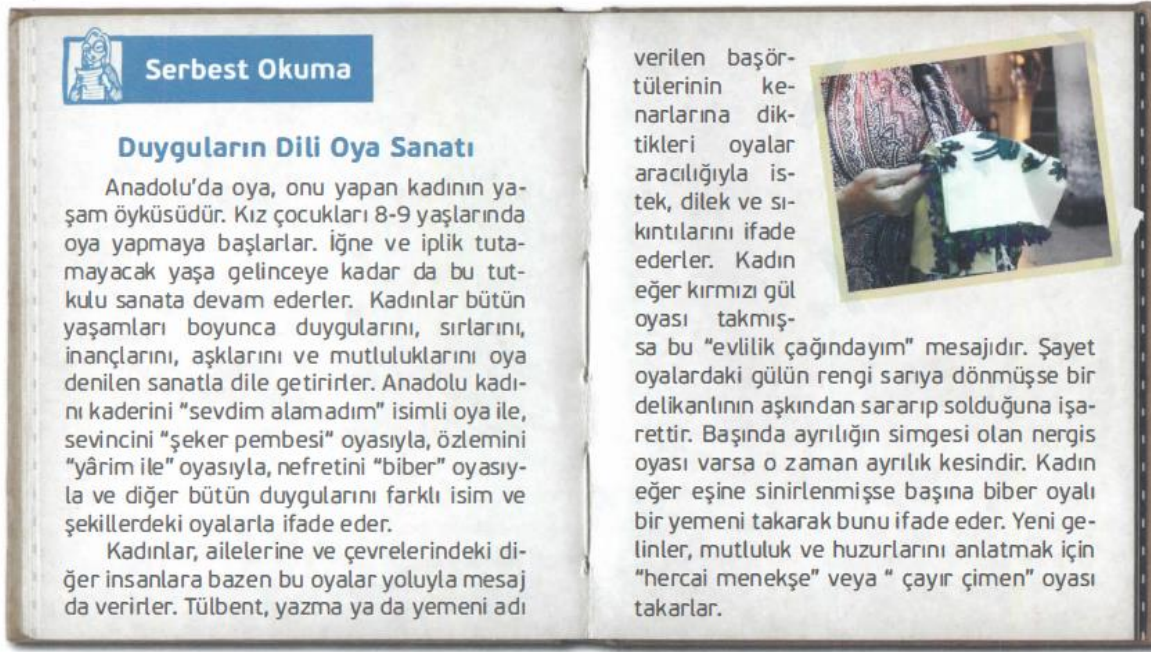 Serbest Okuma
Duyguların Dili Oya Sanatı
Anadolu'da oya, onu yapan kadının ya-
şam öyküsüdür. Kız çocukları 8-9 yaşlarında
oya yapmaya başlarlar. İğne ve iplik tuta-
mayacak yaşa gelinceye kadar da bu tut-
kulu sanata devam ederler. Kadınlar bütün
yaşamları boyunca duygularını, sırlarını,
inançlarını, aşklarını ve mutluluklarını oya
denilen sanatla dile getirirler. Anadolu kadı-
nı kaderini "sevdim alamadım" isimli oya ile,
sevincini "şeker pembesi" oyasıyla, özlemini
"yârim ile" oyasıyla, nefretini "biber" oyasıy-
la ve diğer bütün duygularını farklı isim ve
şekillerdeki oyalarla ifade eder.
Kadınlar, ailelerine ve çevrelerindeki di-
ğer insanlara bazen bu oyalar yoluyla mesaj
da verirler. Tülbent, yazma ya da yemeni adı
verilen başör-
tülerinin ke-
narlarına dik-
tikleri oyalar
aracılığıyla is-
tek, dilek ve sı-
kıntılarını ifade
ederler. Kadın
eğer kırmızı gül
oyası takmış-
sa bu "evlilik çağındayım" mesajıdır. Şayet
oyalardaki gülün rengi sarıya dönmüşse bir
delikanlının aşkından sararıp solduğuna işa-
rettir. Başında ayrılığın simgesi olan nergis
oyası varsa o zaman ayrılık kesindir. Kadın
eğer eşine sinirlenmişse başına biber oyalı
bir yemeni takarak bunu ifade eder. Yeni ge-
linler, mutluluk ve huzurlarını anlatmak için
"hercai menekşe" veya " çayır çimen" oyası
takarlar.